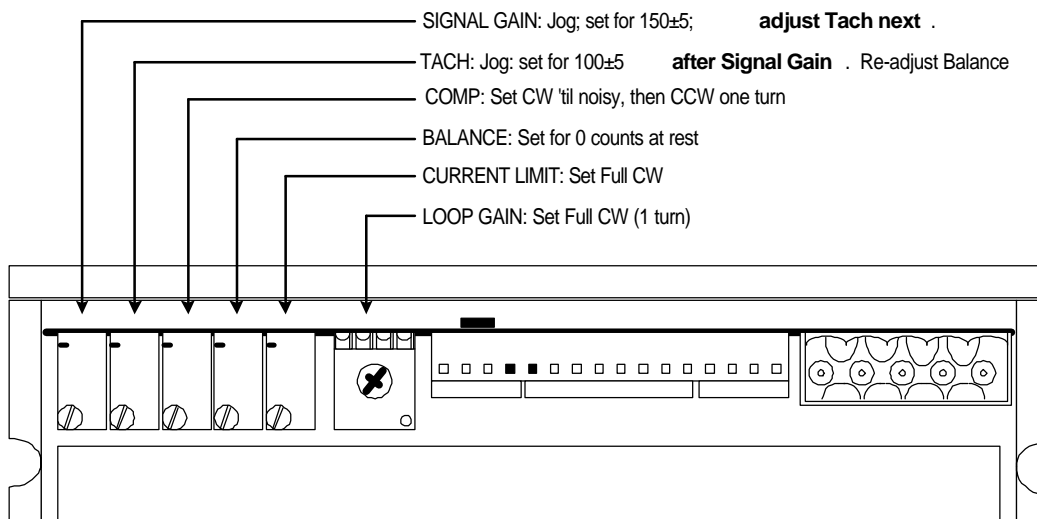 SIGNAL GAIN: Jog; set for 150±5; adjust Tach next .
TACH: Jog: set for 100±5 after Signal Gain . Re-adjust Balance
COMP: Set CW 'til noisy, then CCW one turn
BALANCE: Set for 0 counts at rest
CURRENT LIMIT: Set Full CW
LOOP GAIN: Set Full CW (1 turn)